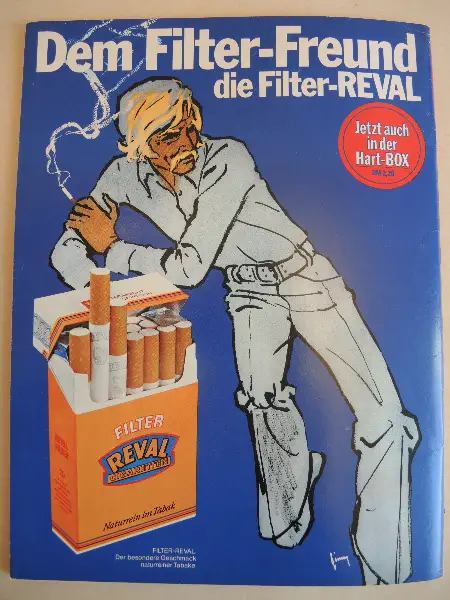 Dem Filter-Freund
die Filter-REVAL
Jetzt auch
in der
Hart-BOX
FILTER
REVAL
Naturrein im Tabak
FILTER-REVAL
Der besondere Geschmack
naturreiner Tabake